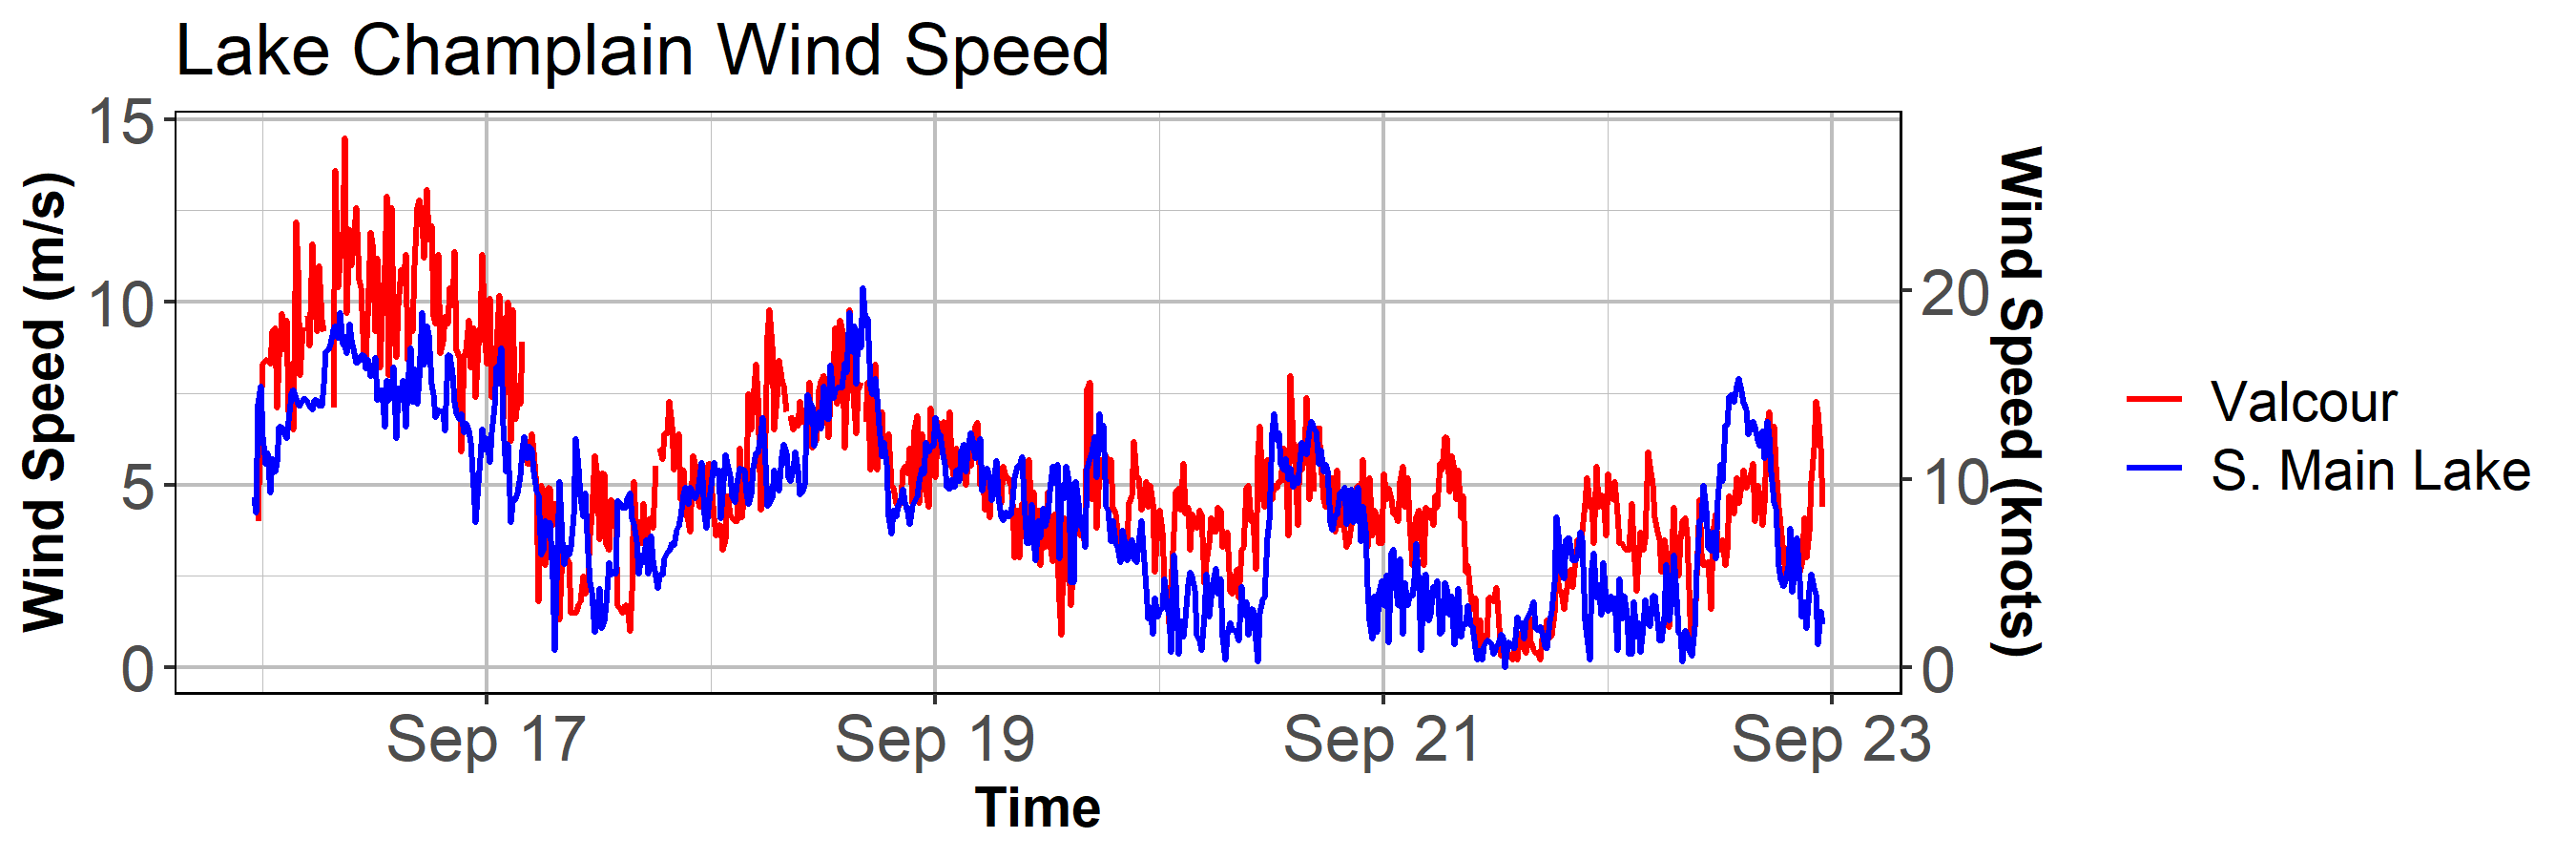 Lake Champlain Wind Speed
Wind Speed (m/s)
15
10
5
0
20
10
0
Wind Speed (knots)
Sep 17
Sep 19
Sep 21
Sep 23
Time
Valcour
S. Main Lake